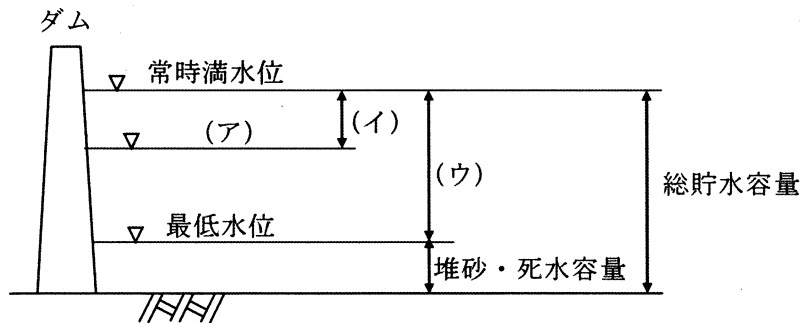 ダム
常時満水位
(ア)
(イ)
(ウ)
総貯水容量
最低水位
堆砂・死水容量